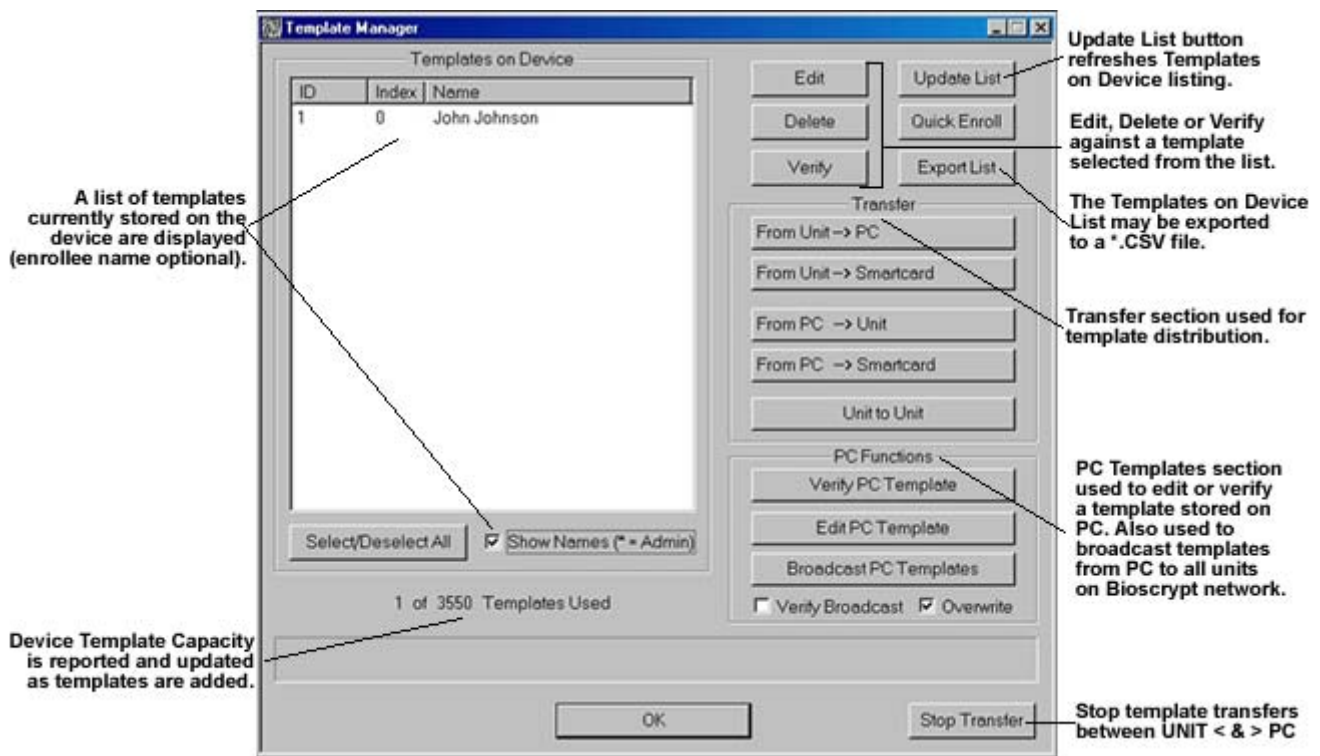 Template Manager
Templates on Device
ID Index Name
1 0 John Johnson
Select/Deselect All
Show Names (* = Admin)
1 of 3550 Templates Used
Edit
Delete
Verify
Update List
Quick Enroll
Export List
Transfer
From Unit -> PC
From Unit -> Smartcard
From PC -> Unit
From PC -> Smartcard
Unit to Unit
PC Functions
Verify PC Template
Edit PC Template
Broadcast PC Templates
Verify Broadcast
Overwrite
OK
Stop Transfer
A list of templates
currently stored on the
device are displayed
(enrollee name optional).
Device Template Capacity
is reported and updated
as templates are added.
Update List button
refreshes Templates
on Device listing.
Edit, Delete or Verify
against a template
selected from the list.
The Templates on Device
List may be exported
to a *.CSV file.
Transfer section used for
template distribution.
PC Templates section
used to edit or verify
a template stored on
PC. Also used to
broadcast templates
from PC to all units
on Bioscrypt network.
Stop template transfers
between UNIT < & > PC